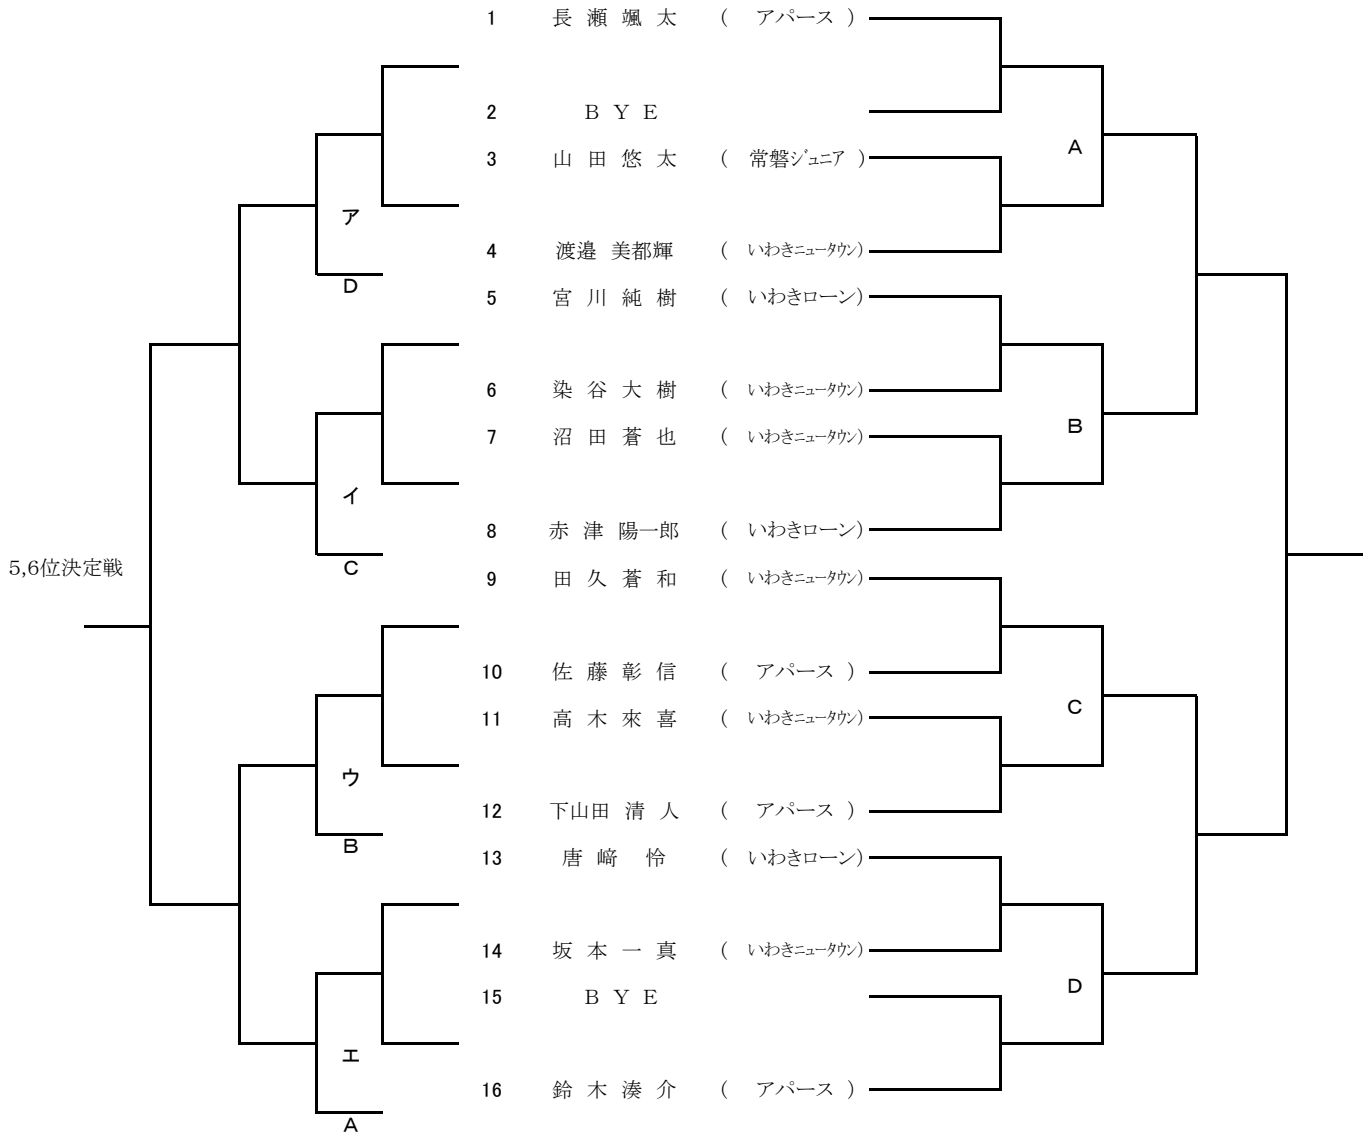 1 長 瀬 颯 太 ( アパース )
2 B Y E
3 山 田 悠 太 ( 常磐ジュニア )
A
ア
4 渡邉 美都輝 ( いわきニュータウン)
D
5 宮 川 純 樹 ( いわきローン)
6 染 谷 大 樹 ( いわきニュータウン)
B
7 沼 田 蒼 也 ( いわきニュータウン)
イ
8 赤 津 陽一郎 ( いわきローン)
5,6位決定戦
C
9 田 久 蒼 和 ( いわきニュータウン)
10 佐 藤 彰 信 ( アパース )
C
11 高 木 來 喜 ( いわきニュータウン)
ウ
12 下山田 清 人 ( アパース )
B
13 唐 﨑 怜 ( いわきローン)
14 坂 本 一 真 ( いわきニュータウン)
D
15 B Y E
エ
16 鈴 木 湊 介 ( アパース )
A